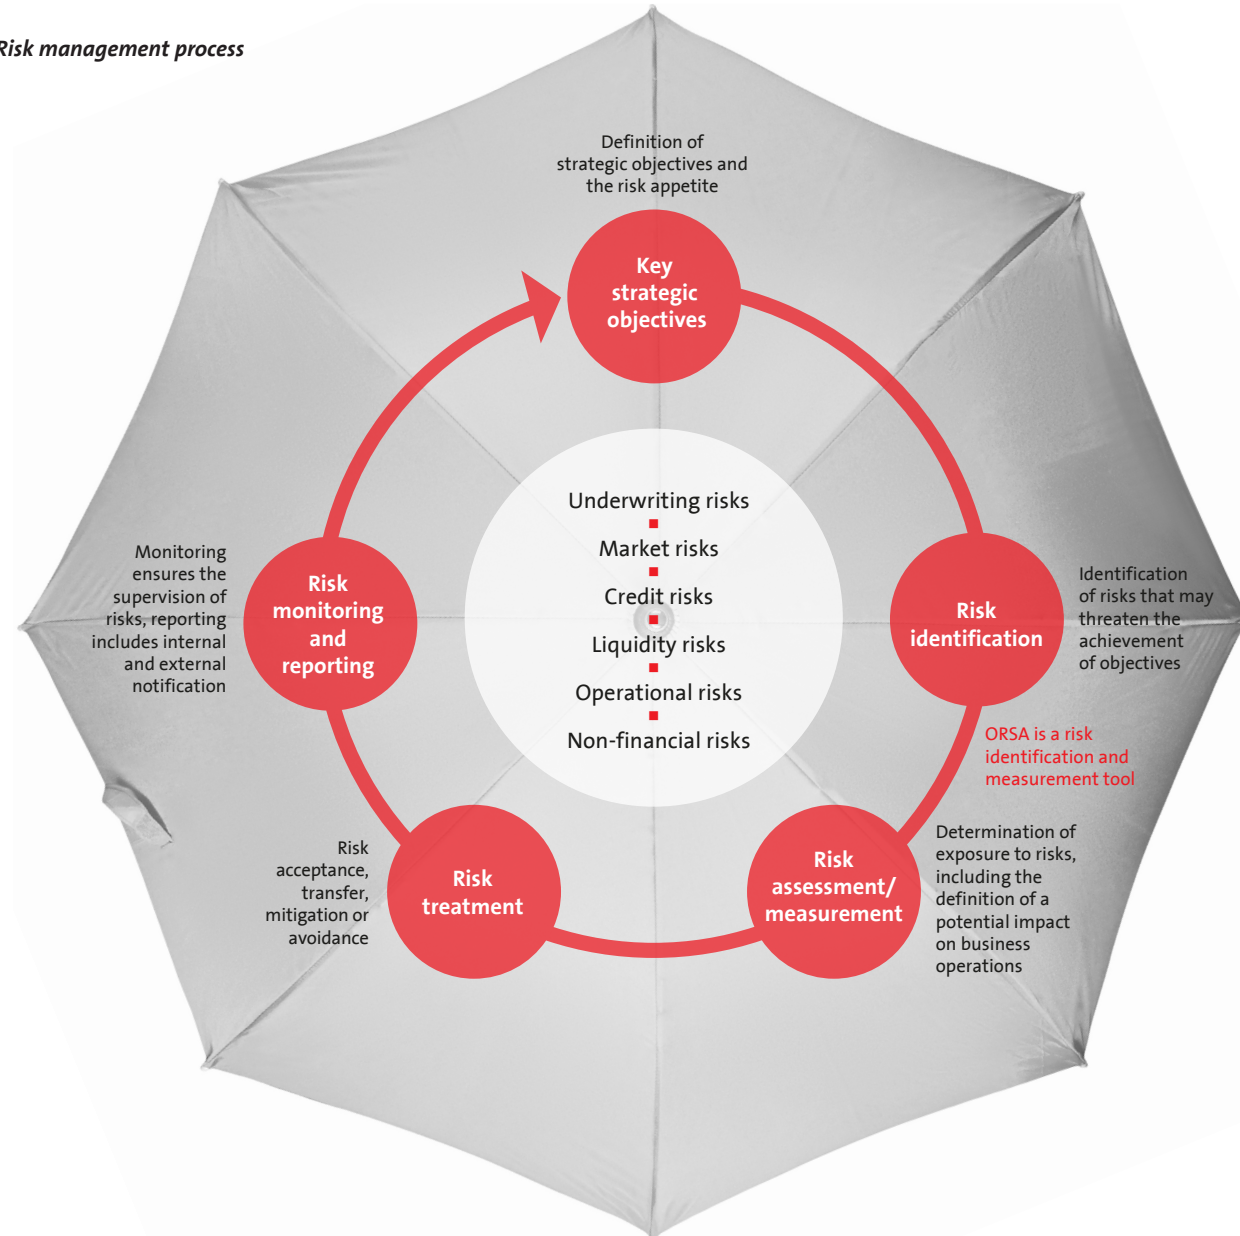 Risk management process
Definition of
strategic objectives and
the risk appetite
Key
strategic
objectives
Underwriting risks
Market risks
Credit risks
Liquidity risks
Operational risks
Non-financial risks
Monitoring
ensures the
supervision of
risks, reporting
includes internal
and external
notification
Risk
monitoring
and
reporting
Risk
identification
Identification
of risks that may
threaten the
achievement
of objectives
ORSA is a risk
identification and
measurement tool
Risk
acceptance,
transfer,
mitigation or
avoidance
Risk
treatment
Risk
assessment/
measurement
Determination of
exposure to risks,
including the
definition of a
potential impact
on business
operations